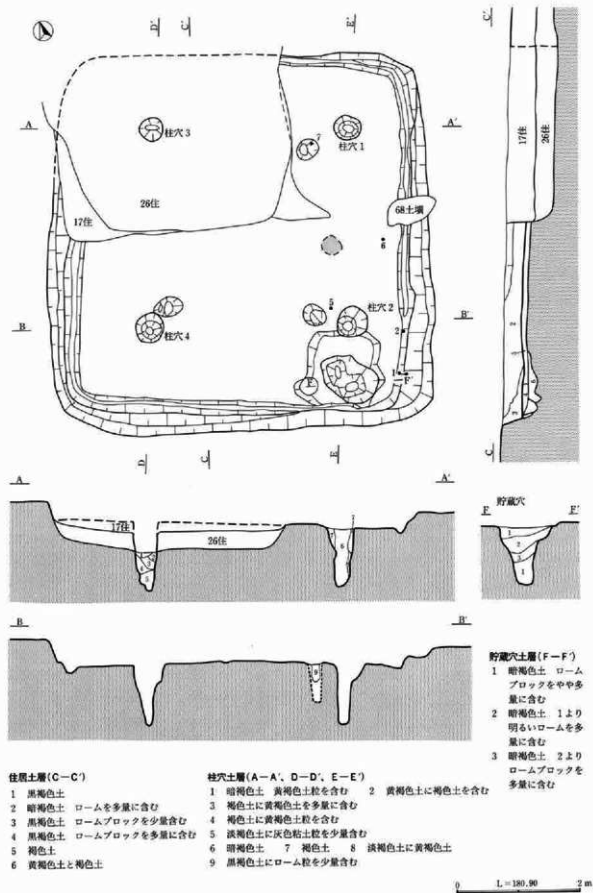 D′
C′
E′
C′
A
A′
柱穴3
柱穴1
7
17住
26住
68土壙
6
17住
26住
5
柱穴2
B
B′
柱穴4
2
1
F′
F
D
C
E
C
A
A′
貯蔵穴
F
F′
17住
26住
B
B′
9
貯蔵穴土層(F−F′)
1 暗褐色土 ローム
ブロックをやや多
量に含む
2 暗褐色土 1より
明るいロームを多
量に含む
3 暗褐色土 2より
ロームブロックを
多量に含む
住居土層(C−C′)
1 黒褐色土
2 暗褐色土 ロームを多量に含む
3 黒褐色土 ロームブロックを少量含む
4 黒褐色土 ロームブロックを多量に含む
5 褐色土
6 黄褐色土と褐色土
柱穴土層(A−A′、D−D′、E−E′)
1 暗褐色土 黄褐色土粒を含む 2 黄褐色土に褐色土を含む
3 褐色土に黄褐色土を多量に含む
4 褐色土に黄褐色土粒を含む
5 淡褐色土に灰色粘土粒を少量含む
6 暗褐色土 7 褐色土 8 淡褐色土に黄褐色土
9 黒褐色土にローム粒を少量含む
0 L=180.90 2m